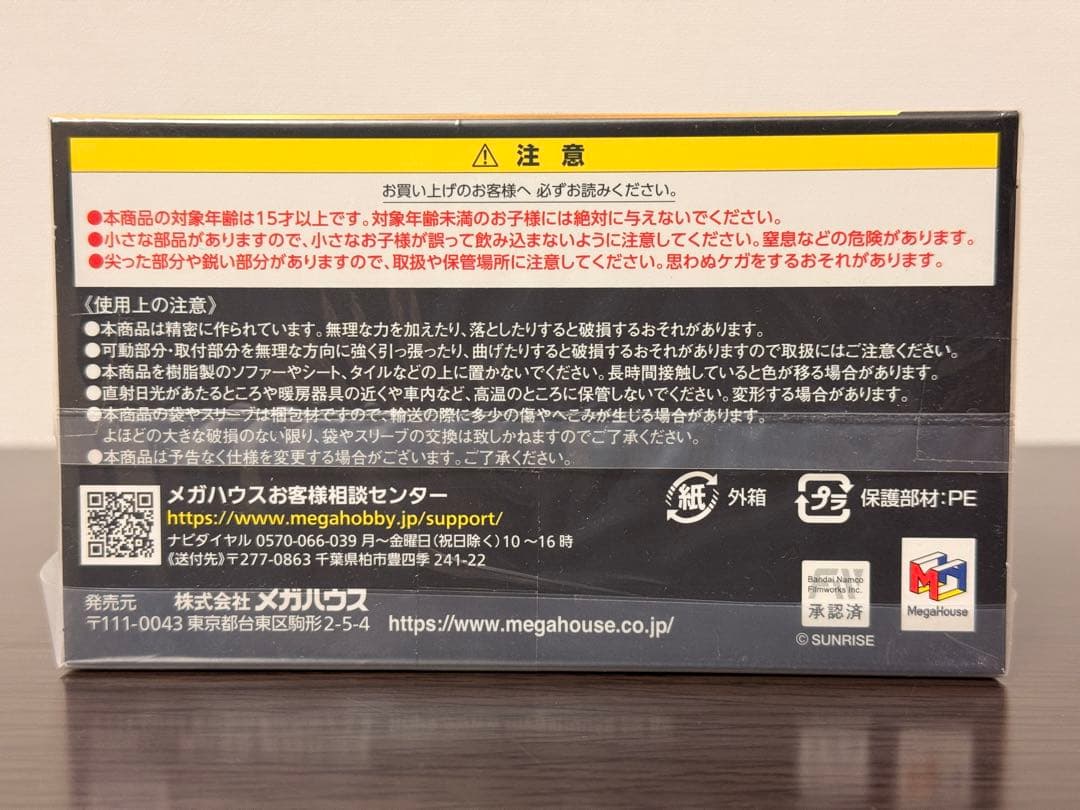 ⚠ 注 意
お買い上げのお客様へ 必ずお読みください。
●本商品の対象年齢は15才以上です。対象年齢未満のお子様には絶対に与えないでください。
●小さな部品がありますので、小さなお子様が誤って飲み込まないように注意してください。窒息などの危険があります。
●尖った部分や鋭い部分がありますので、取扱や保管場所に注意してください。思わぬケガをするおそれがあります。
《使用上の注意》
●本商品は精密に作られています。無理な力を加えたり、落としたりすると破損するおそれがあります。
●可動部分・取付部分を無理な方向に強く引っ張ったり、曲げたりすると破損するおそれがありますので取扱にはご注意ください。
●本商品を樹脂製のソファーやシート、タイルなどの上に置かないでください。長時間接触していると色が移る場合があります。
●直射日光があたるところや暖房器具の近くや車内など、高温のところに保管しないでください。変形する場合があります。
●本商品の袋やスリーブは梱包材ですので、輸送の際に多少の傷やへこみが生じる場合があります。
よほどの大きな破損のない限り、袋やスリーブの交換は致しかねますのでご了承ください。
●本商品は予告なく仕様を変更する場合がございます。ご了承ください。
メガハウスお客様相談センター
https://www.megahobby.jp/support/
ナビダイヤル 0570-066-039 月～金曜日(祝日除く)10～16時
《送付先》〒277-0863 千葉県柏市豊四季 241-22
紙 外箱
プラ 保護部材:PE
発売元 株式会社 メガハウス
〒111-0043 東京都台東区駒形2-5-4 https://www.megahouse.co.jp/
Bandai Namco
Filmworks Inc.
承認済
© SUNRISE
MegaHouse